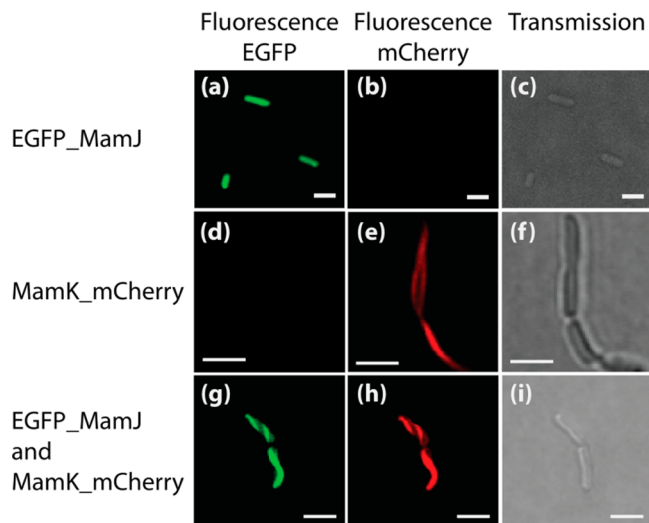 Fluorescence Fluorescence Transmission
EGFP mCherry
(a) (b) (c)
EGFP_MamJ
(d) (e) (f)
MamK_mCherry
(g) (h) (i)
EGFP_MamJ
and
MamK_mCherry